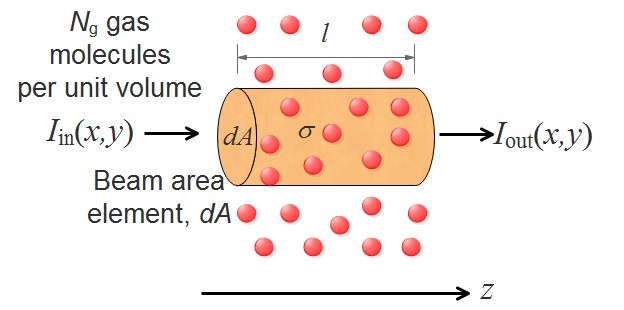 N_g gas
molecules
per unit volume
l
I_in(x,y)
dA
σ
I_out(x,y)
Beam area
element, dA
z